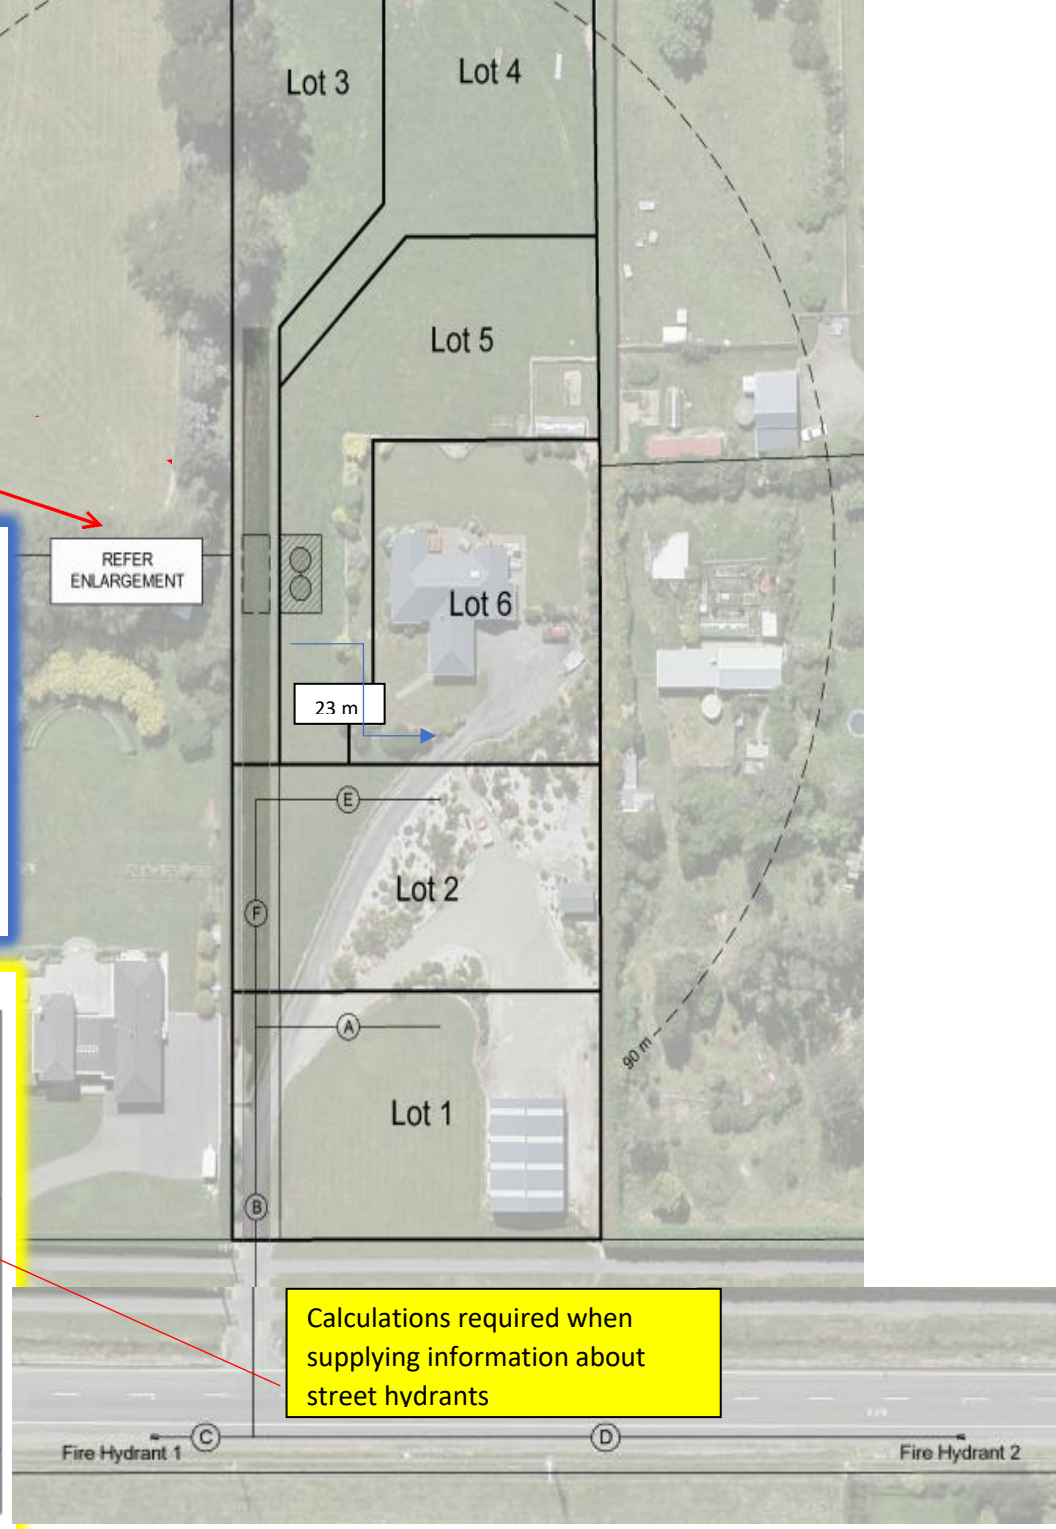 Lot 3
Lot 4
Lot 5
REFER
ENLARGEMENT
Lot 6
23 m
E
Lot 2
F
A
90 m
Lot 1
B
Calculations required when
supplying information about
street hydrants
C
D
Fire Hydrant 1
Fire Hydrant 2